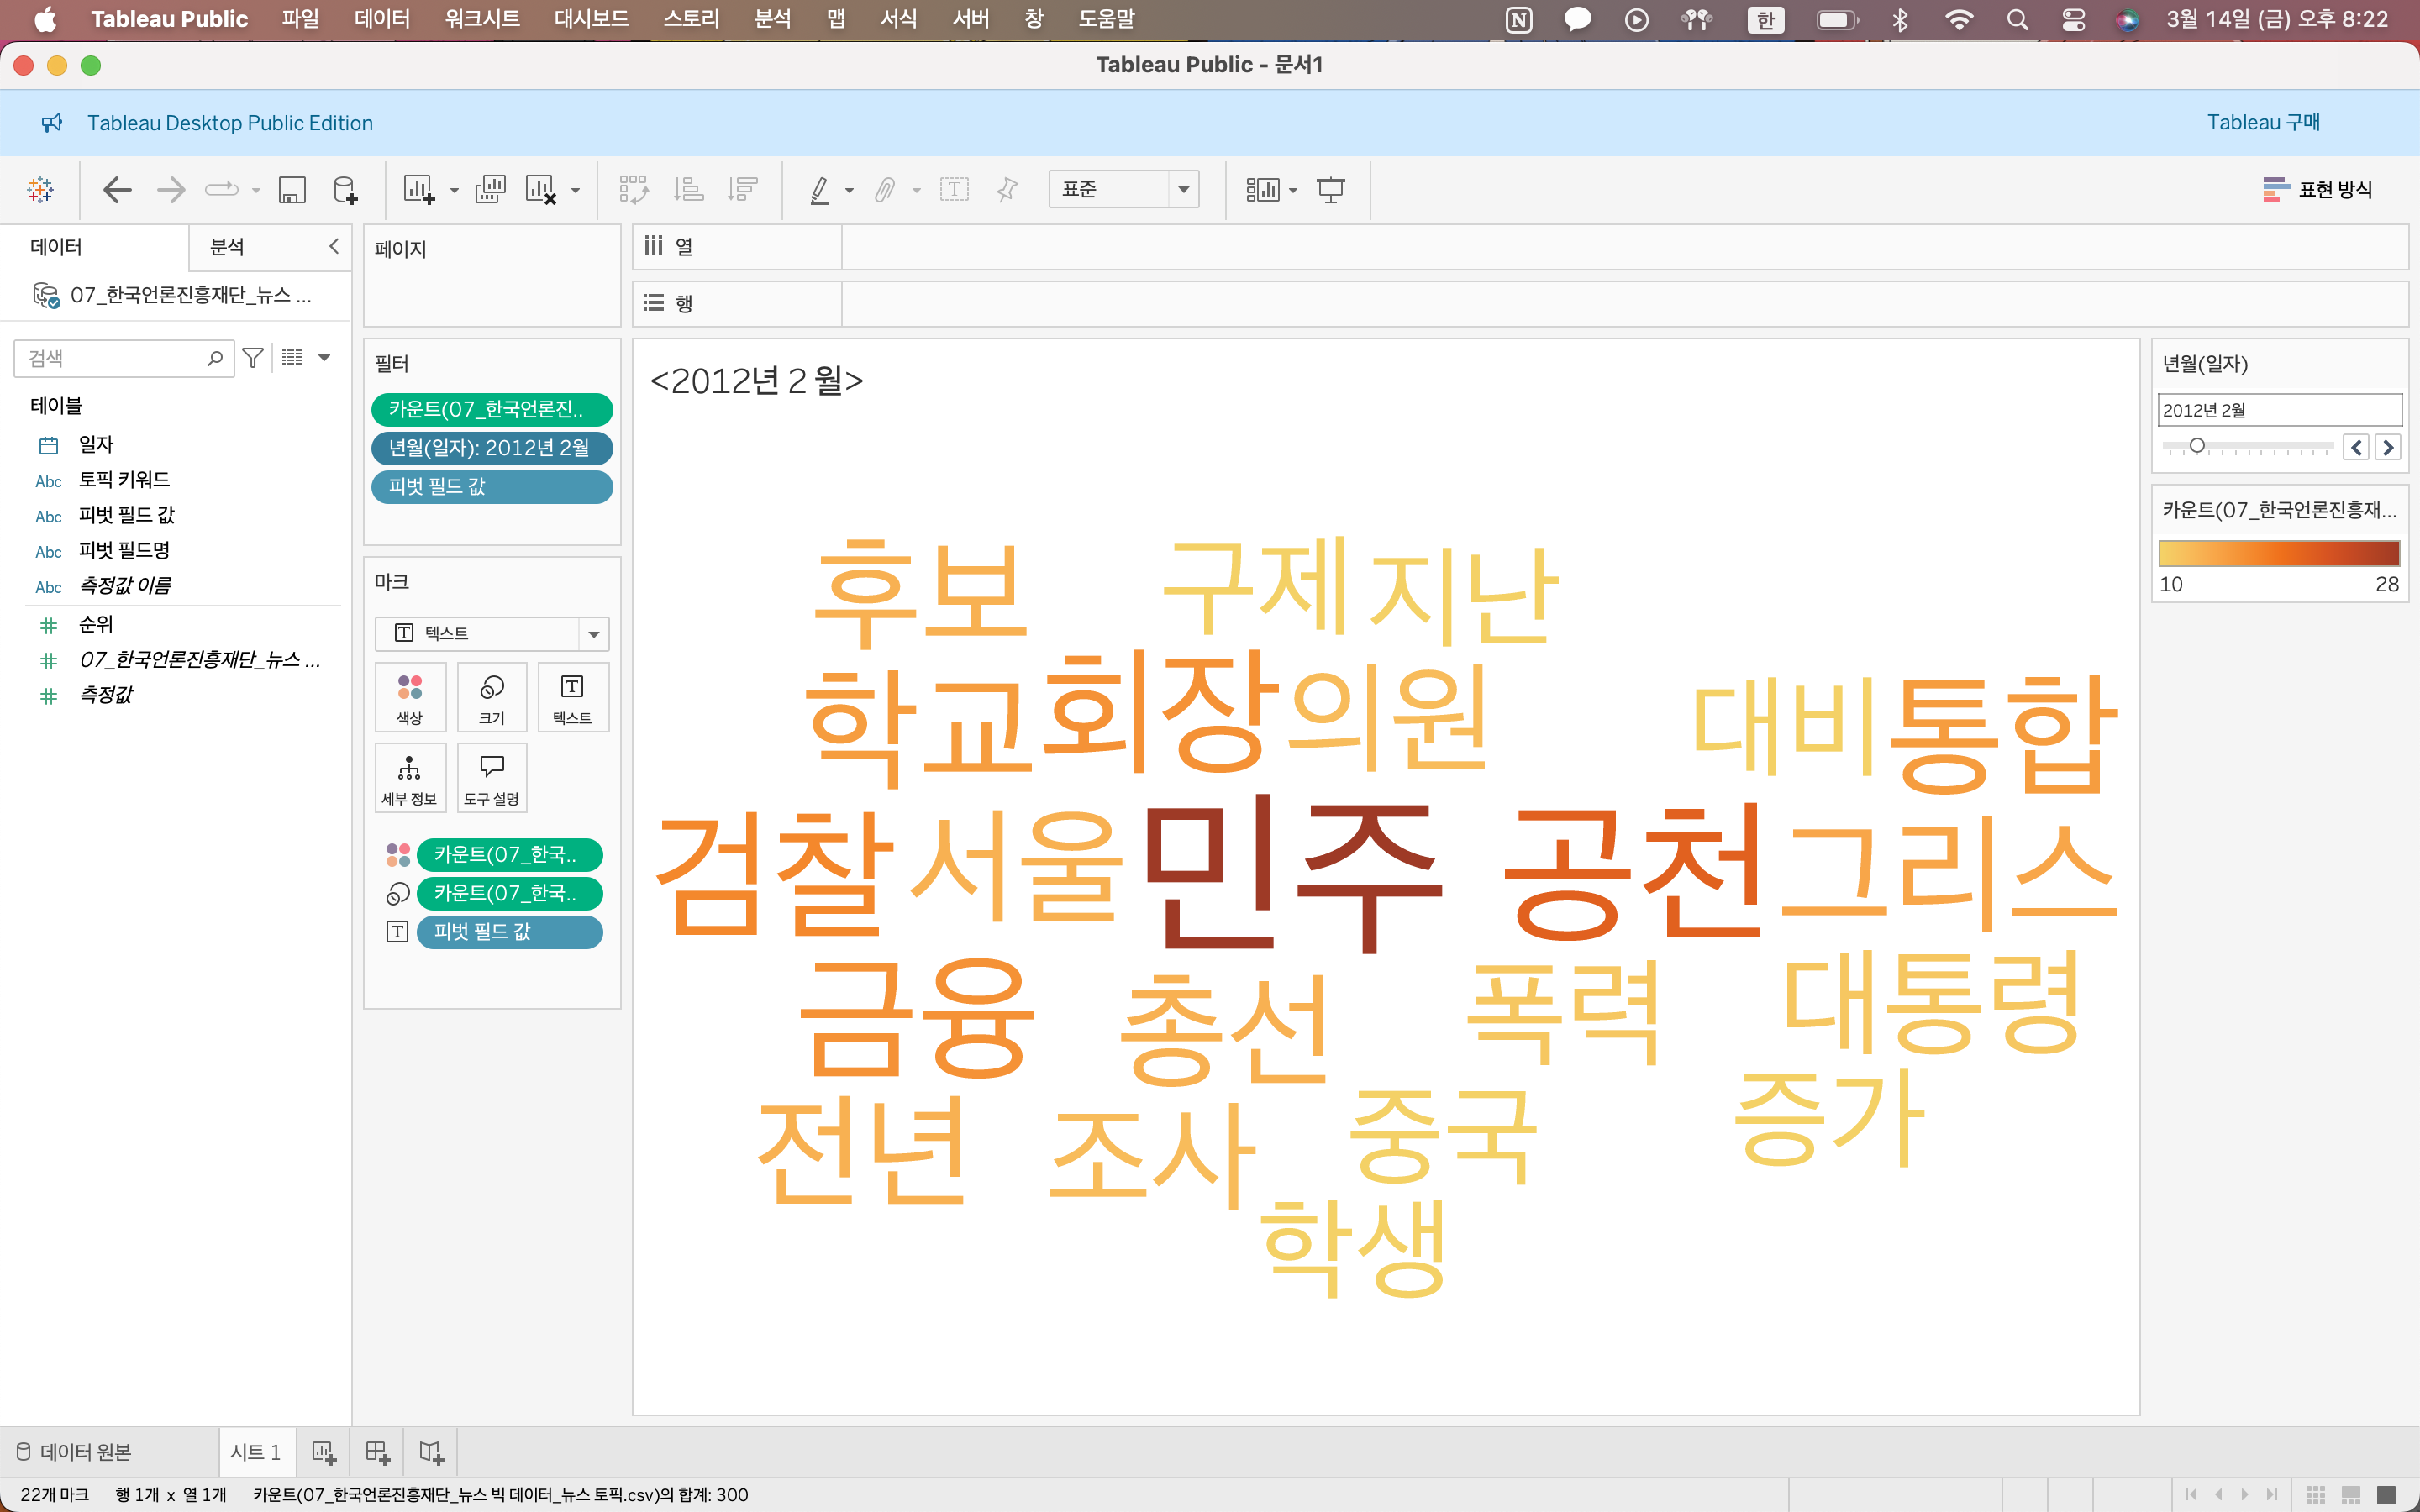 Tableau Public 파일 데이터 워크시트 대시보드 스토리 분석 맵 서식 서버 창 도움말 N 한 3월 14일 (금) 오후 8:22
Tableau Public - 문서1
Tableau Desktop Public Edition Tableau 구매
표준 표현 방식
데이터 분석
07_한국언론진흥재단_뉴스 ...
검색
테이블
일자
Abc 토픽 키워드
Abc 피벗 필드 값
Abc 피벗 필드명
Abc 측정값 이름
순위
07_한국언론진흥재단_뉴스 ...
측정값
페이지
필터
카운트(07_한국언론진..
년월(일자): 2012년 2월
피벗 필드 값
마크
텍스트
색상 크기 텍스트
세부 정보 도구 설명
카운트(07_한국..
카운트(07_한국..
피벗 필드 값
열
행
<2012년 2 월>
후보 구제 지난
학교 회장 의원 대비 통합
검찰 서울 민주 공천 그리스
금융 총선 폭력 대통령
전년 조사 중국 증가
학생
년월(일자)
2012년 2월
카운트(07_한국언론진흥재...
10 28
데이터 원본 시트 1
22개 마크 행 1개 x 열 1개 카운트(07_한국언론진흥재단_뉴스 빅 데이터_뉴스 토픽.csv)의 합계: 300